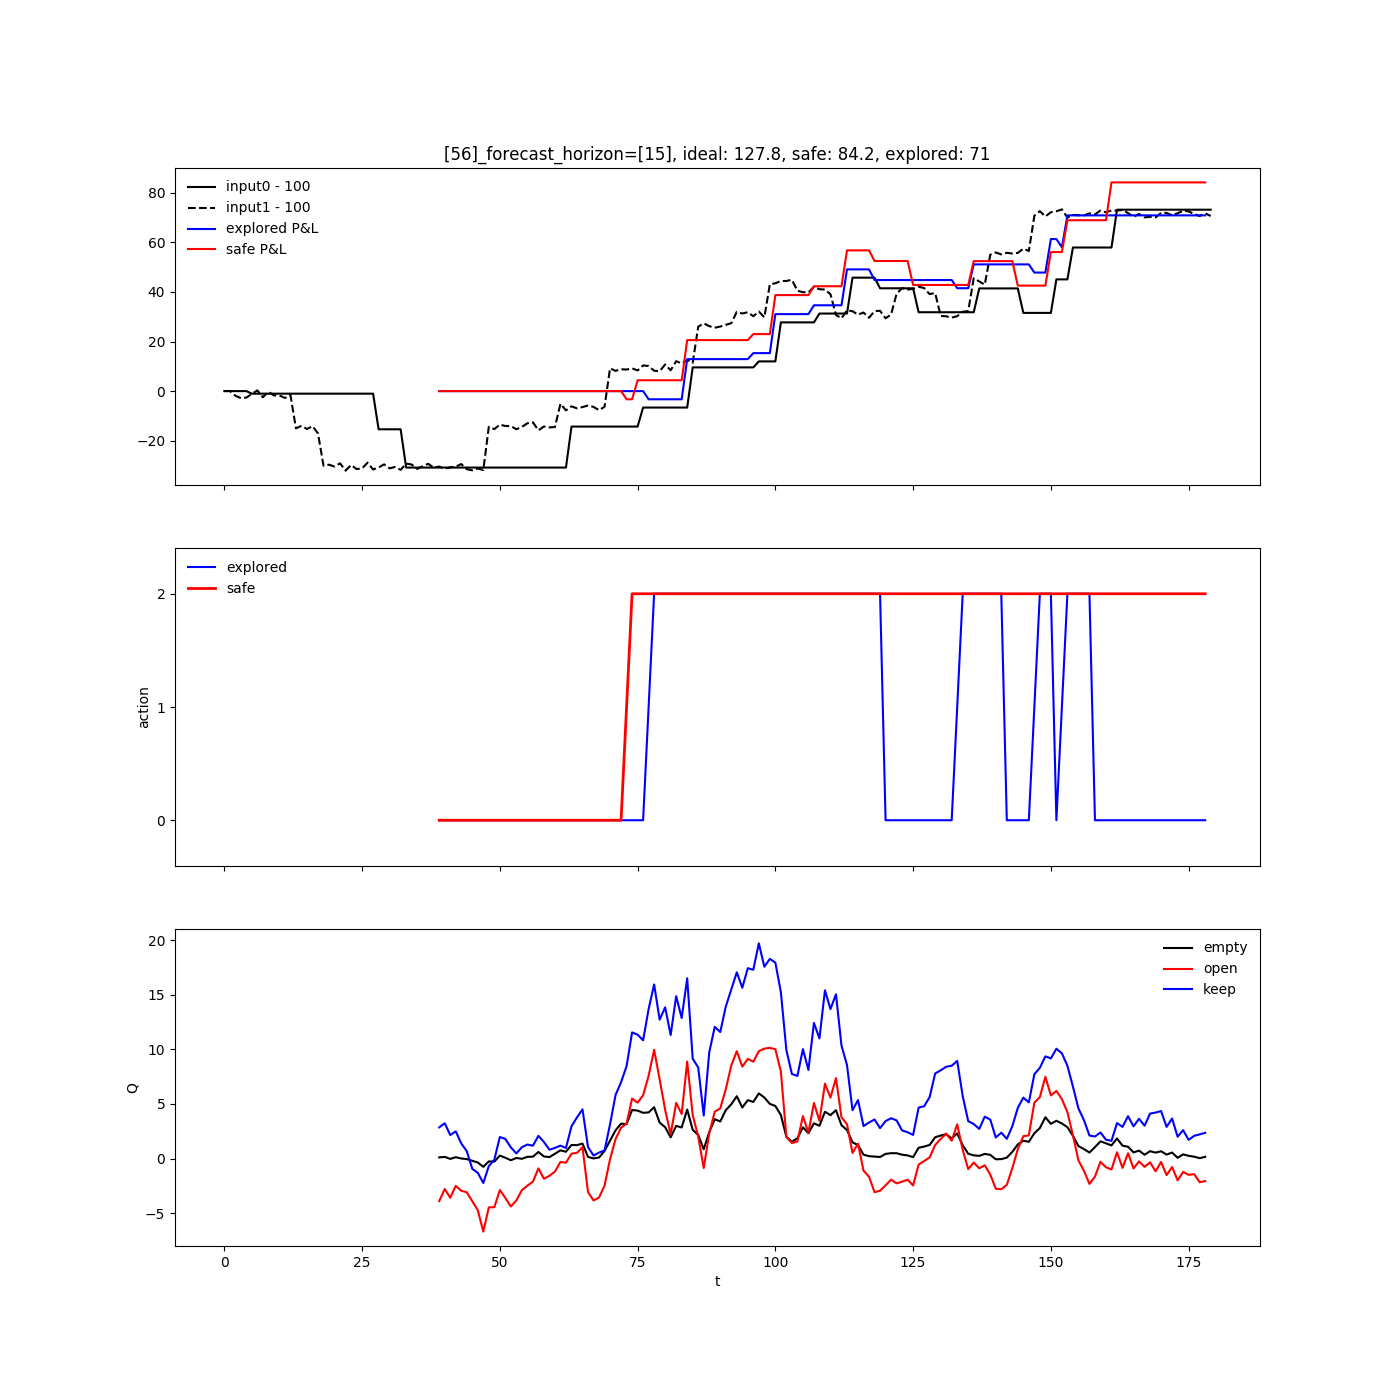 [56]_forecast_horizon=[15], ideal: 127.8, safe: 84.2, explored: 71
input0 - 100
input1 - 100
explored P&L
safe P&L
80
60
40
20
0
−20
explored
safe
action
2
1
0
empty
open
keep
Q
20
15
10
5
0
−5
0 25 50 75 100 125 150 175
t